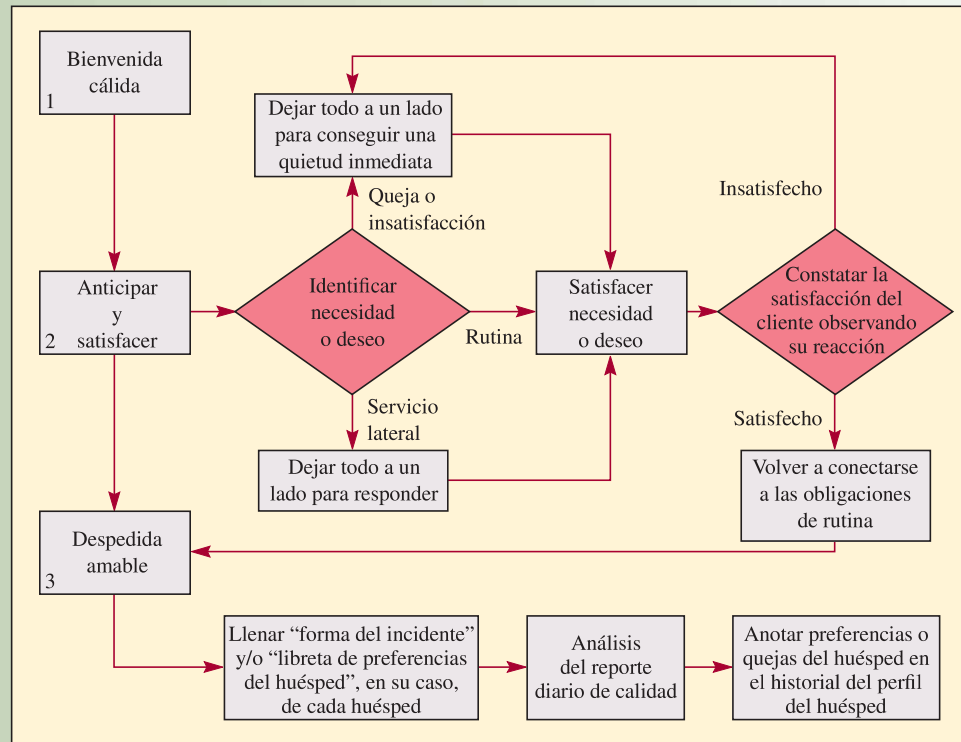 Bienvenida
cálida
1
Dejar todo a un lado
para conseguir una
quietud inmediata
Queja o
insatisfacción
Insatisfecho
Anticipar
y
satisfacer
2
Identificar
necesidad
o deseo
Rutina
Satisfacer
necesidad
o deseo
Constatar la
satisfacción del
cliente observando
su reacción
Servicio
lateral
Satisfecho
Dejar todo a un
lado para responder
Volver a conectarse
a las obligaciones
de rutina
Despedida
amable
3
Llenar “forma del incidente”
y/o “libreta de preferencias
del huésped”, en su caso,
de cada huésped
Análisis
del reporte
diario de calidad
Anotar preferencias o
quejas del huésped en
el historial del perfil
del huésped